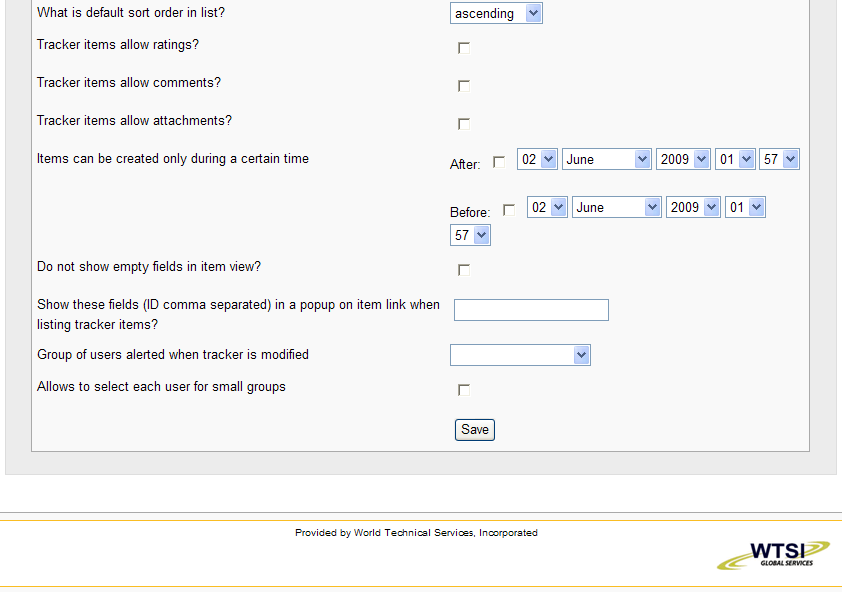 What is default sort order in list? ascending
Tracker items allow ratings?
Tracker items allow comments?
Tracker items allow attachments?
Items can be created only during a certain time After: 02 June 2009 01 57
Before: 02 June 2009 01
57
Do not show empty fields in item view?
Show these fields (ID comma separated) in a popup on item link when
listing tracker items?
Group of users alerted when tracker is modified
Allows to select each user for small groups
Save
Provided by World Technical Services, Incorporated
WTSI
GLOBAL SERVICES